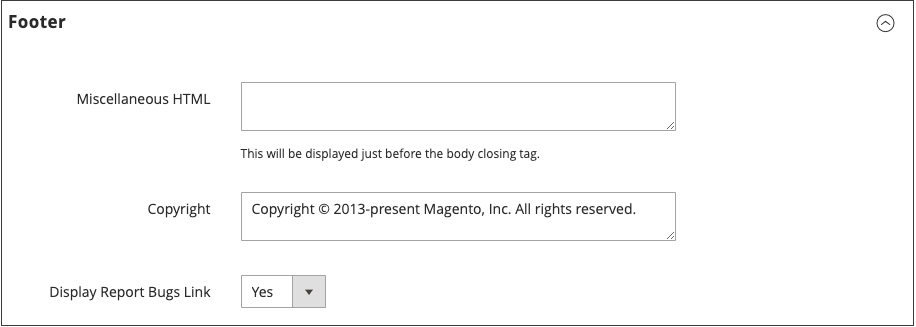 Footer
Miscellaneous HTML
This will be displayed just before the body closing tag.
Copyright
Copyright © 2013-present Magento, Inc. All rights reserved.
Display Report Bugs Link
Yes